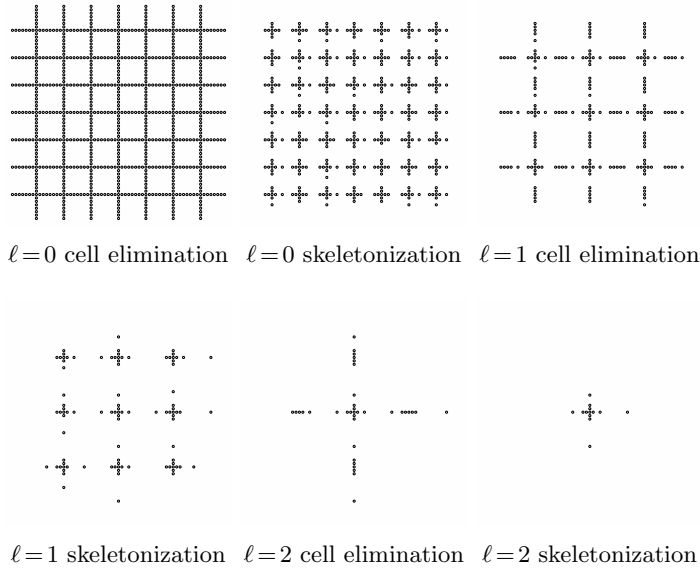 ℓ=0 cell elimination ℓ=0 skeletonization ℓ=1 cell elimination
ℓ=1 skeletonization ℓ=2 cell elimination ℓ=2 skeletonization